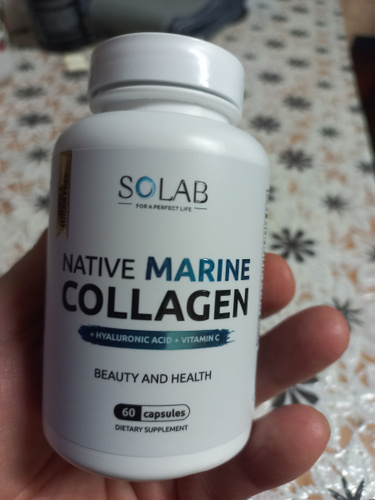 SOLAB
FOR A PERFECT LIFE
NATIVE MARINE
COLLAGEN
+ HYALURONIC ACID + VITAMIN C
BEAUTY AND HEALTH
60 capsules
DIETARY SUPPLEMENT